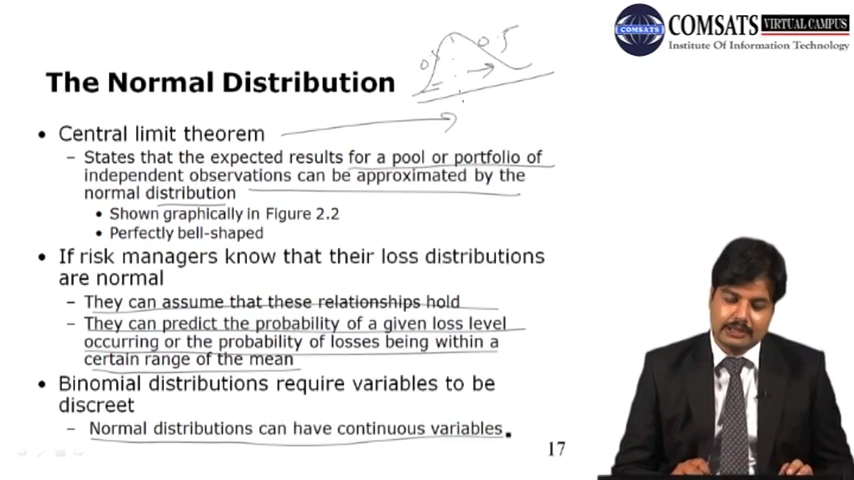 COMSATS VIRTUAL CAMPUS
Institute Of Information Technology
0.5
The Normal Distribution
• Central limit theorem
– States that the expected results for a pool or portfolio of
independent observations can be approximated by the
normal distribution
• Shown graphically in Figure 2.2
• Perfectly bell-shaped
• If risk managers know that their loss distributions
are normal
– They can assume that these relationships hold
– They can predict the probability of a given loss level
occurring or the probability of losses being within a
certain range of the mean
• Binomial distributions require variables to be
discreet
– Normal distributions can have continuous variables.
17